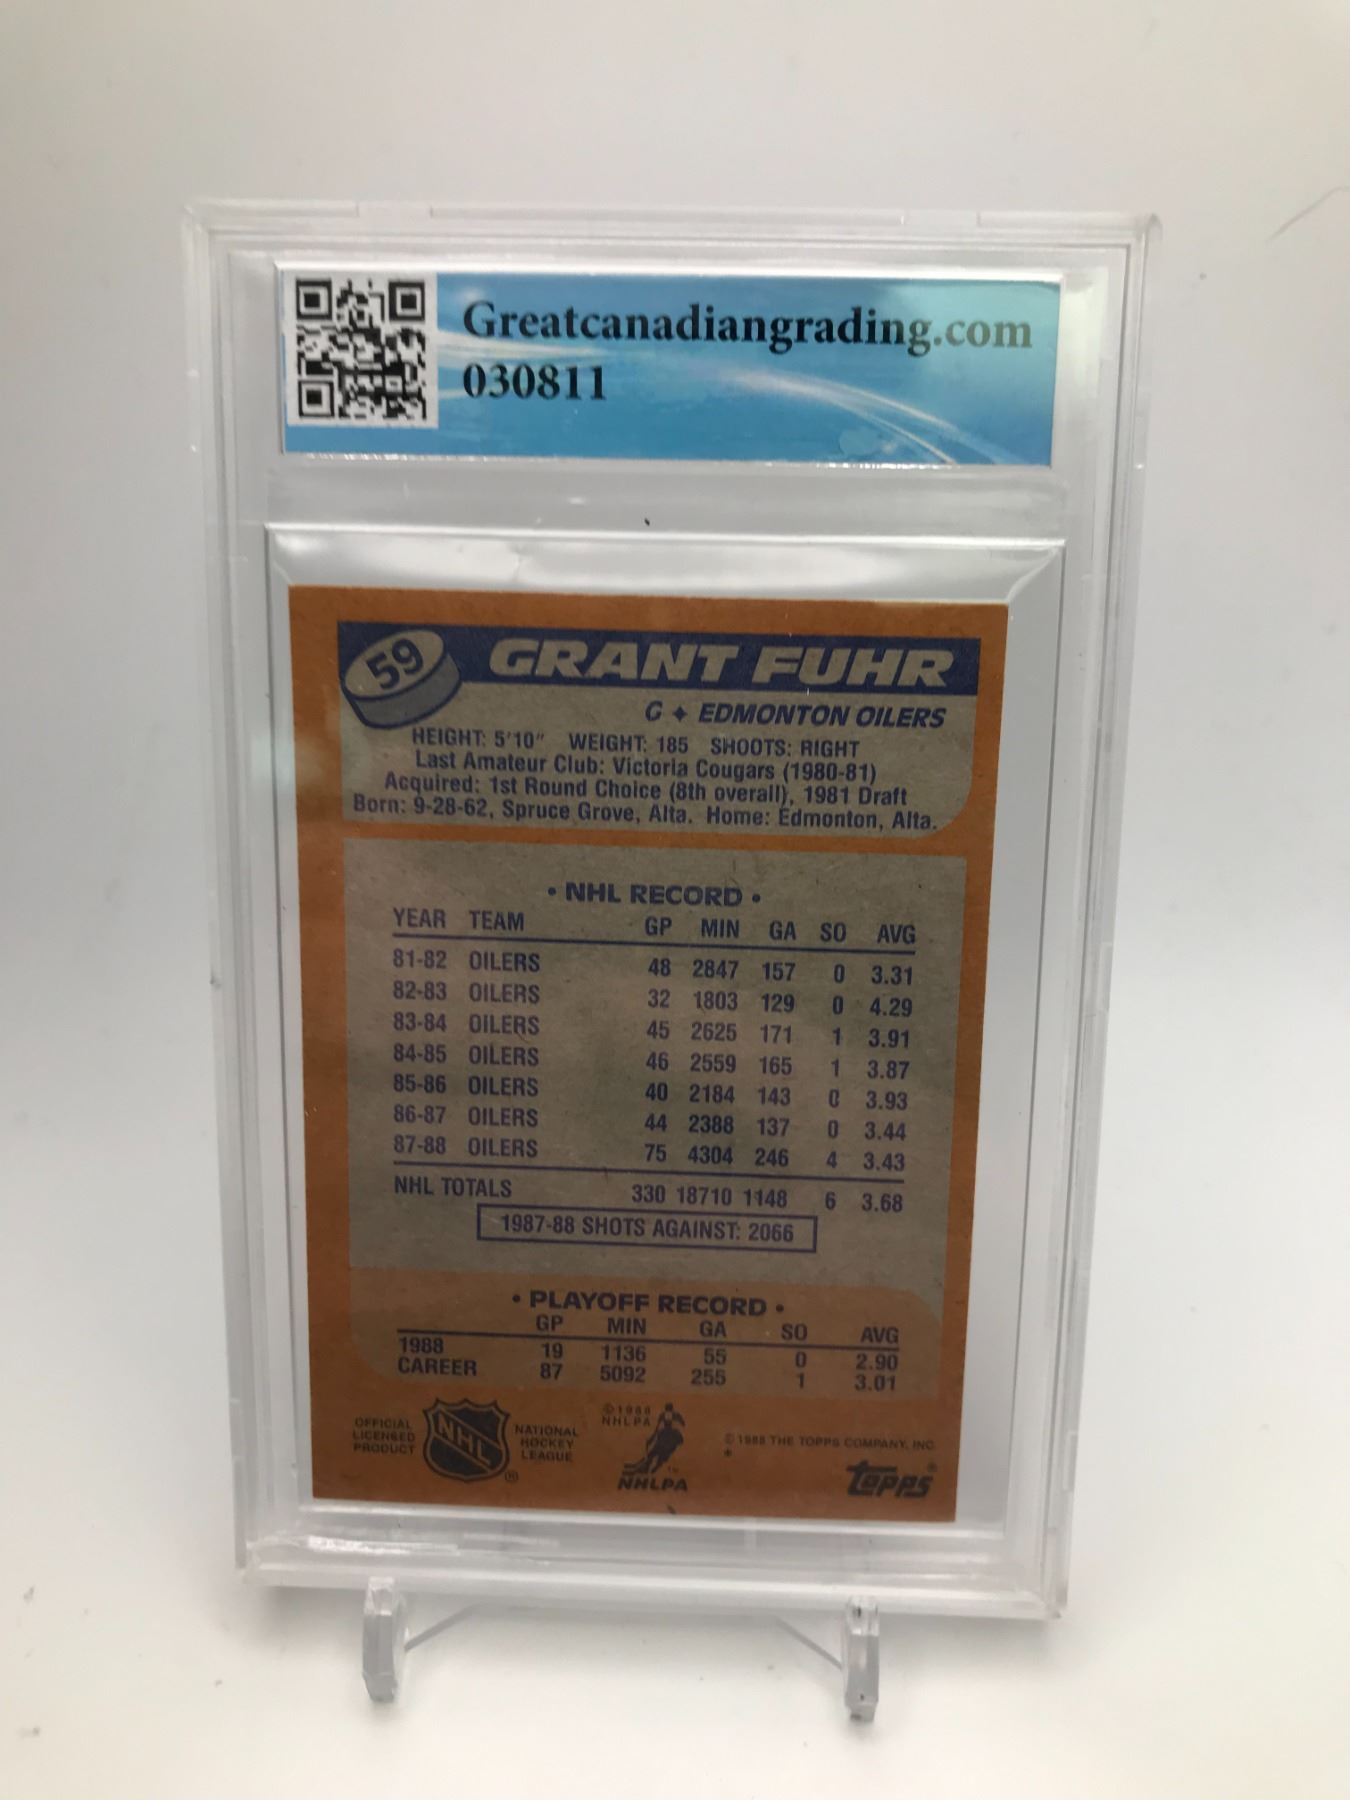 Greatcanadiangrading.com
030811
59 GRANT FUHR
G ✦ EDMONTON OILERS
HEIGHT: 5'10" WEIGHT: 185 SHOOTS: RIGHT
Last Amateur Club: Victoria Cougars (1980-81)
Acquired: 1st Round Choice (8th overall), 1981 Draft
Born: 9-28-62, Spruce Grove, Alta. Home: Edmonton, Alta.
• NHL RECORD •
YEAR TEAM GP MIN GA SO AVG
81-82 OILERS 48 2847 157 0 3.31
82-83 OILERS 32 1803 129 0 4.29
83-84 OILERS 45 2625 171 1 3.91
84-85 OILERS 46 2559 165 1 3.87
85-86 OILERS 40 2184 143 0 3.93
86-87 OILERS 44 2388 137 0 3.44
87-88 OILERS 75 4304 246 4 3.43
NHL TOTALS 330 18710 1148 6 3.68
1987-88 SHOTS AGAINST: 2066
• PLAYOFF RECORD •
GP MIN GA SO AVG
1988 19 1136 55 0 2.90
CAREER 87 5092 255 1 3.01
OFFICIAL
LICENSED
PRODUCT
NHL
®
NATIONAL
HOCKEY
LEAGUE
©1988
NHLPA
™
NHLPA
© 1988 THE TOPPS COMPANY, INC.
*
Topps®